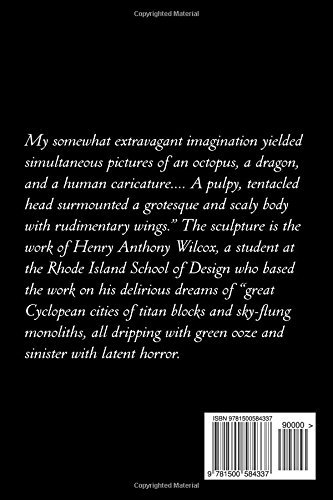 My somewhat extravagant imagination yielded
simultaneous pictures of an octopus, a dragon,
and a human caricature.... A pulpy, tentacled
head surmounted a grotesque and scaly body
with rudimentary wings.” The sculpture is the
work of Henry Anthony Wilcox, a student at
the Rhode Island School of Design who based
the work on his delirious dreams of “great
Cyclopean cities of titan blocks and sky-flung
monoliths, all dripping with green ooze and
sinister with latent horror.
ISBN 9781500584337
90000 >
9 781500 584337